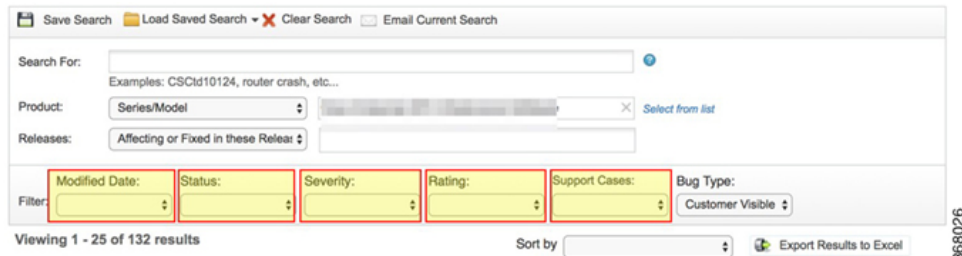 Save Search Load Saved Search Clear Search Email Current Search
Search For:
Examples: CSCtd10124, router crash, etc...
Product: Series/Model Select from list
Releases: Affecting or Fixed in these Releas
Modified Date: Status: Severity: Rating: Support Cases: Bug Type:
Filter: Customer Visible
Viewing 1 - 25 of 132 results Sort by Export Results to Excel
868026